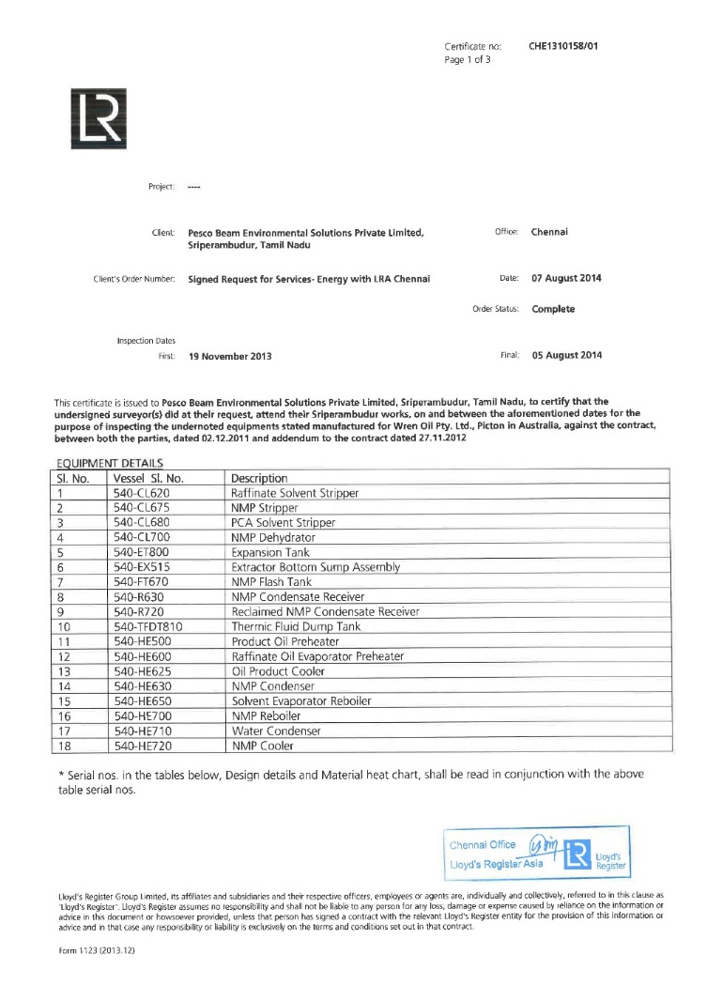 Certificate no: CHE1310158/01
Page 1 of 3
LR
Project: ----
Client: Pesco Beam Environmental Solutions Private Limited, Office: Chennai
Sriperambudur, Tamil Nadu
Client's Order Number: Signed Request for Services- Energy with LRA Chennai Date: 07 August 2014
Order Status: Complete
Inspection Dates
First: 19 November 2013 Final: 05 August 2014
This certificate is issued to Pesco Beam Environmental Solutions Private Limited, Sriperambudur, Tamil Nadu, to certify that the
undersigned surveyor(s) did at their request, attend their Sriperambudur works, on and between the aforementioned dates for the
purpose of inspecting the undernoted equipments stated manufactured for Wren Oil Pty. Ltd., Picton in Australia, against the contract,
between both the parties, dated 02.12.2011 and addendum to the contract dated 27.11.2012
EQUIPMENT DETAILS
Sl. No. Vessel Sl. No. Description
1 540-CL620 Raffinate Solvent Stripper
2 540-CL675 NMP Stripper
3 540-CL680 PCA Solvent Stripper
4 540-CL700 NMP Dehydrator
5 540-ET800 Expansion Tank
6 540-EX515 Extractor Bottom Sump Assembly
7 540-FT670 NMP Flash Tank
8 540-R630 NMP Condensate Receiver
9 540-R720 Reclaimed NMP Condensate Receiver
10 540-TFDT810 Thermic Fluid Dump Tank
11 540-HE500 Product Oil Preheater
12 540-HE600 Raffinate Oil Evaporator Preheater
13 540-HE625 Oil Product Cooler
14 540-HE630 NMP Condenser
15 540-HE650 Solvent Evaporator Reboiler
16 540-HE700 NMP Reboiler
17 540-HE710 Water Condenser
18 540-HE720 NMP Cooler
* Serial nos. in the tables below, Design details and Material heat chart, shall be read in conjunction with the above
table serial nos.
Chennai Office
Lloyd's Register Asia
LR
Lloyd's
Register
Lloyd's Register Group Limited, its affiliates and subsidiaries and their respective officers, employees or agents are, individually and collectively, referred to in this clause as
'Lloyd's Register'. Lloyd's Register assumes no responsibility and shall not be liable to any person for any loss, damage or expense caused by reliance on the information or
advice in this document or howsoever provided, unless that person has signed a contract with the relevant Lloyd's Register entity for the provision of this information or
advice and in that case any responsibility or liability is exclusively on the terms and conditions set out in that contract.
Form 1123 (2013.12)